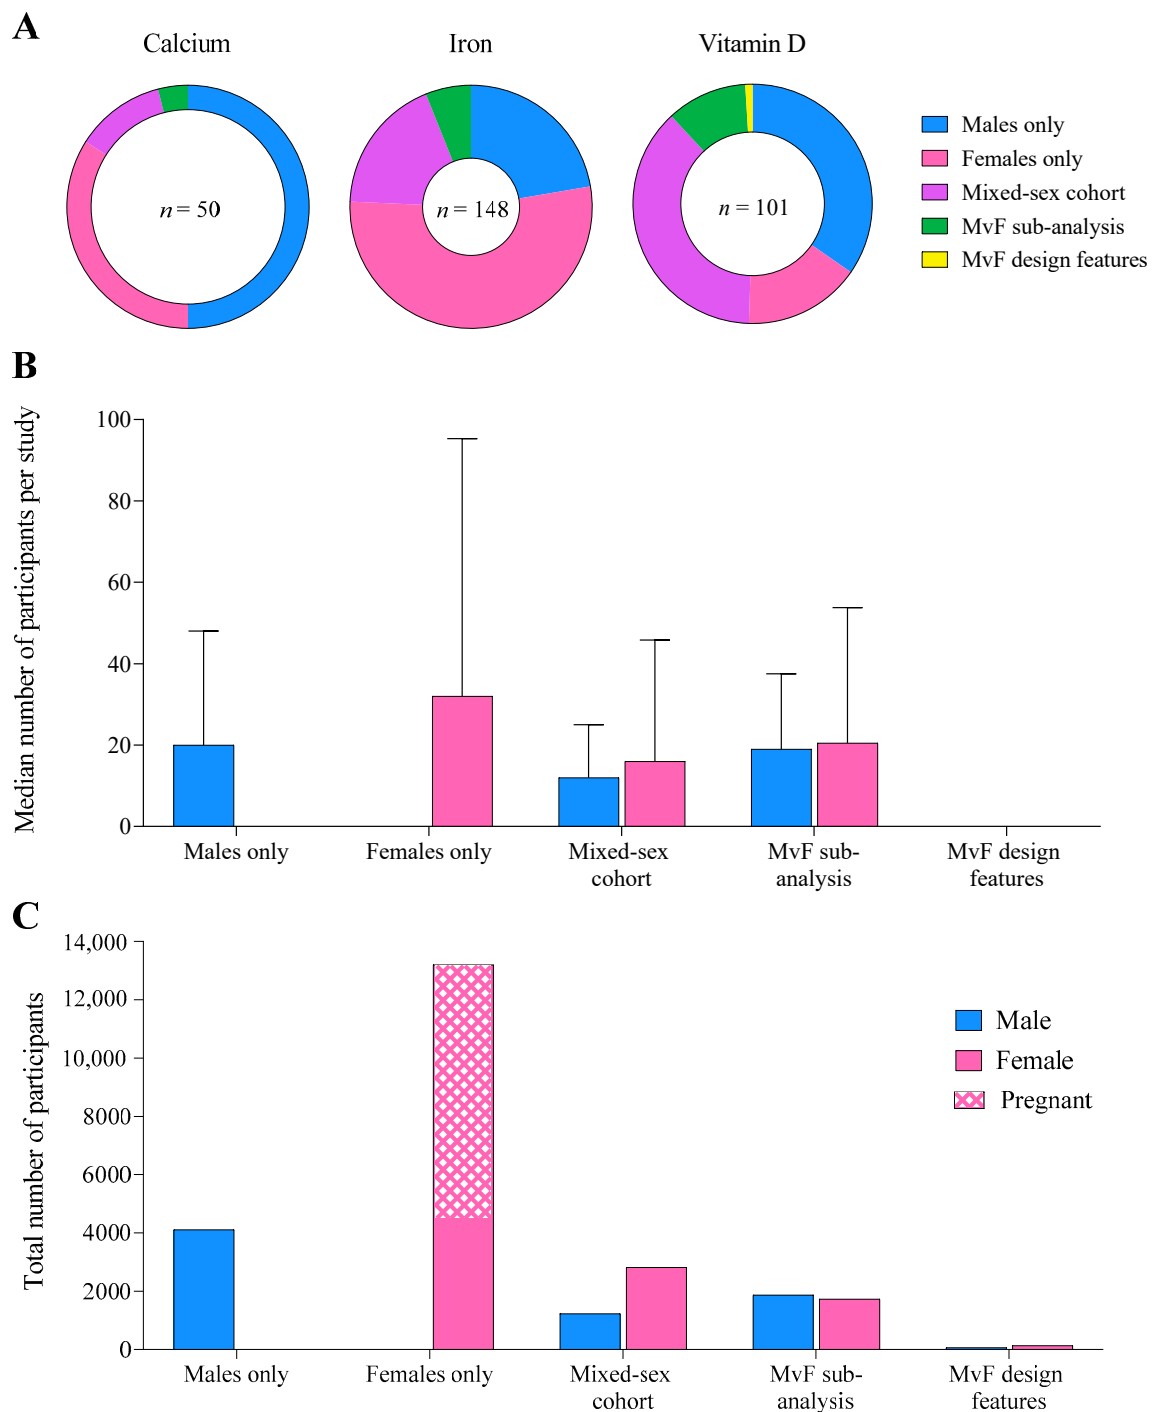 A
Calcium
Iron
Vitamin D
n = 50
n = 148
n = 101
Males only
Females only
Mixed-sex cohort
MvF sub-analysis
MvF design features
B
Median number of participants per study
100
80
60
40
20
0
Males only
Females only
Mixed-sex
cohort
MvF sub-
analysis
MvF design
features
C
Total number of participants
14,000
12,000
10,000
8000
6000
4000
2000
0
Male
Female
Pregnant
Males only
Females only
Mixed-sex
cohort
MvF sub-
analysis
MvF design
features